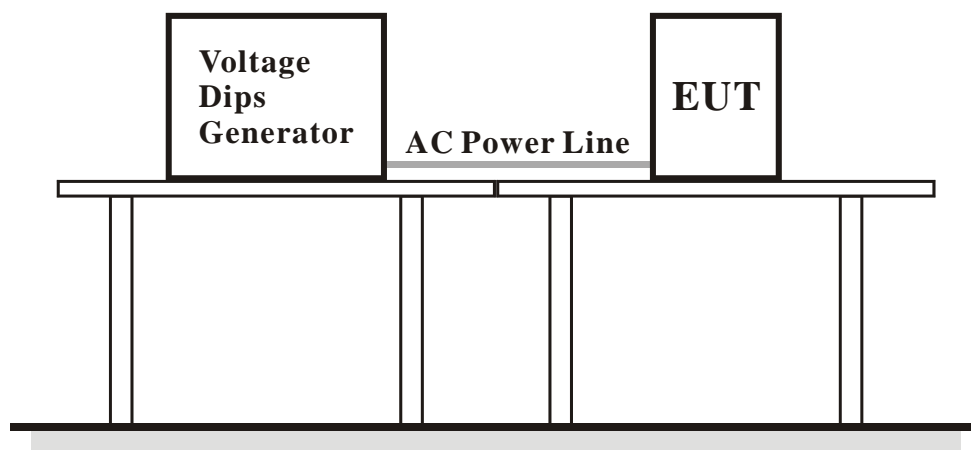 Voltage
Dips
Generator
EUT
AC Power Line